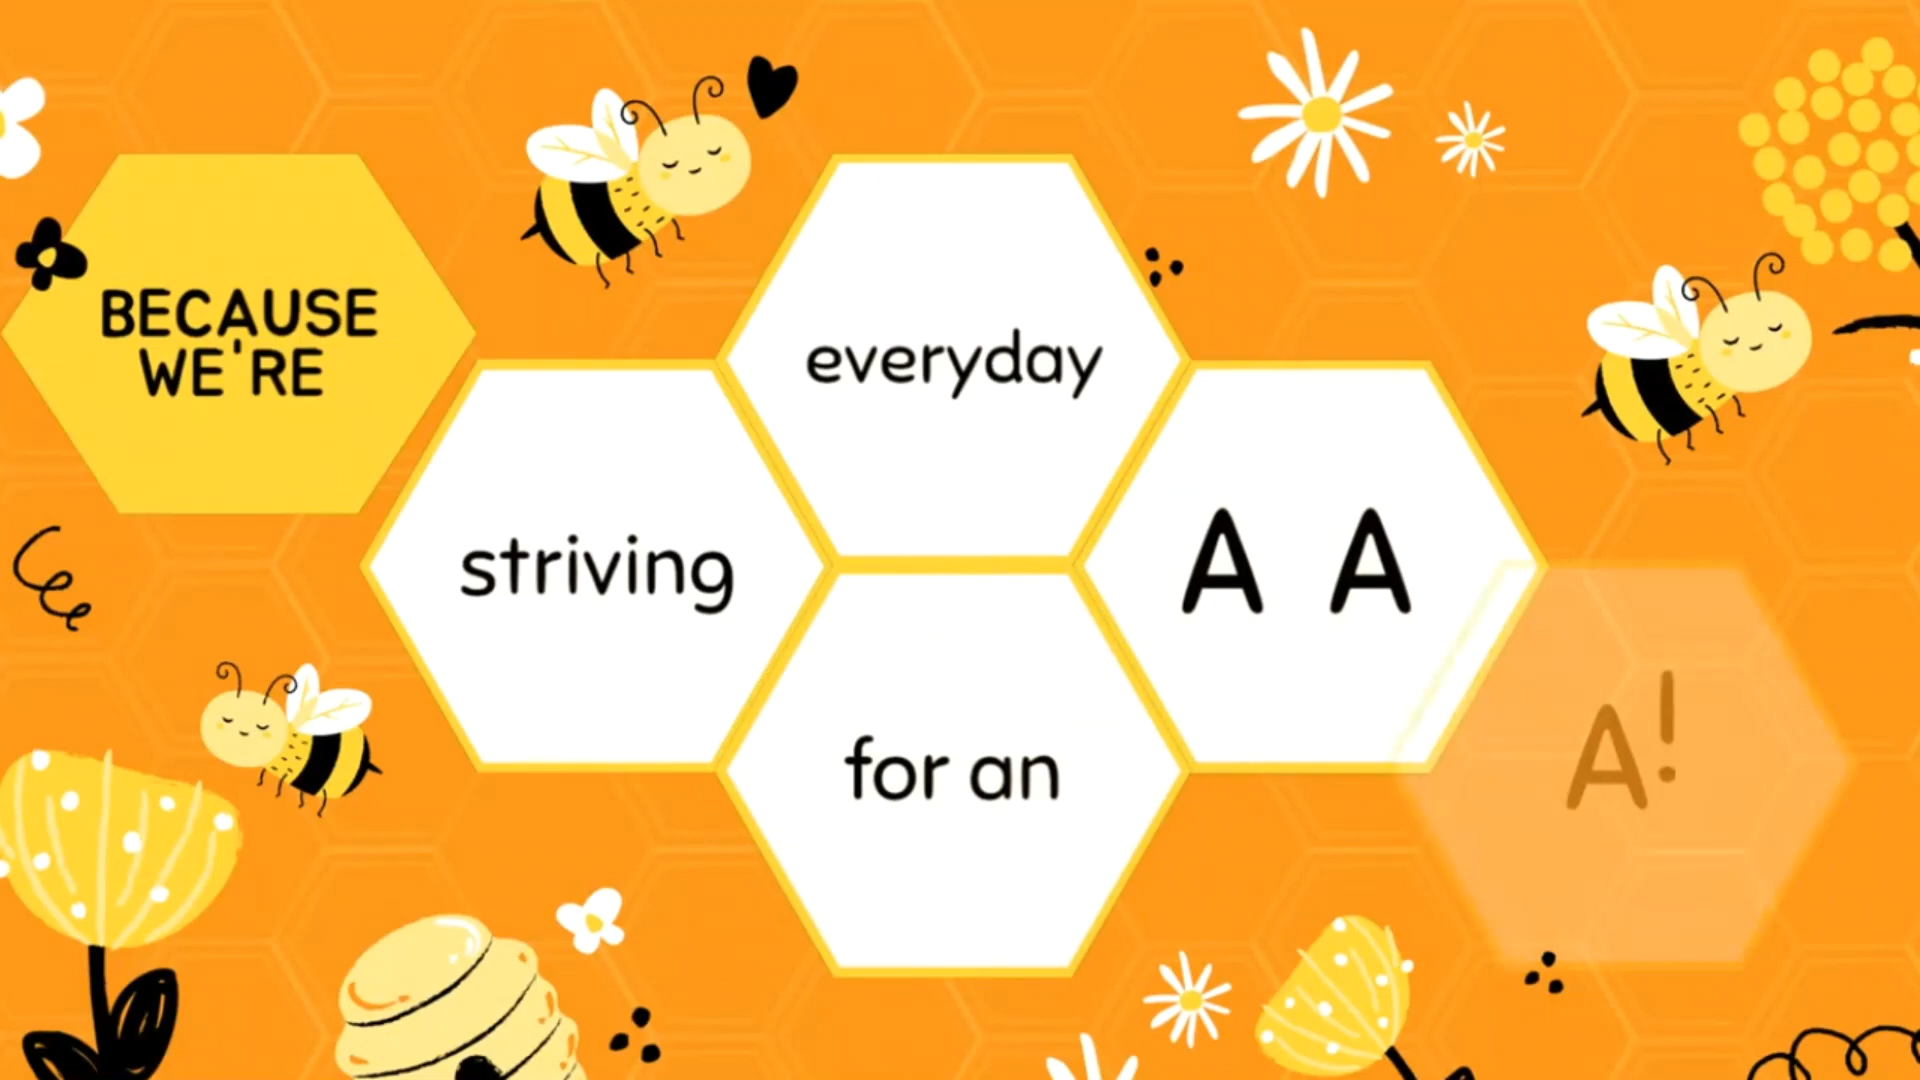 BECAUSE
WE'RE
striving
everyday
for an
A A
A!